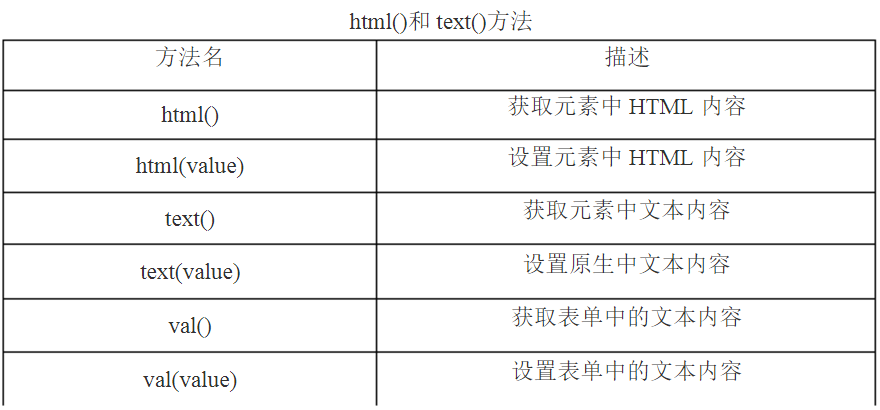 html()和 text()方法
方法名 描述
html() 获取元素中 HTML 内容
html(value) 设置元素中 HTML 内容
text() 获取元素中文本内容
text(value) 设置原生中文本内容
val() 获取表单中的文本内容
val(value) 设置表单中的文本内容